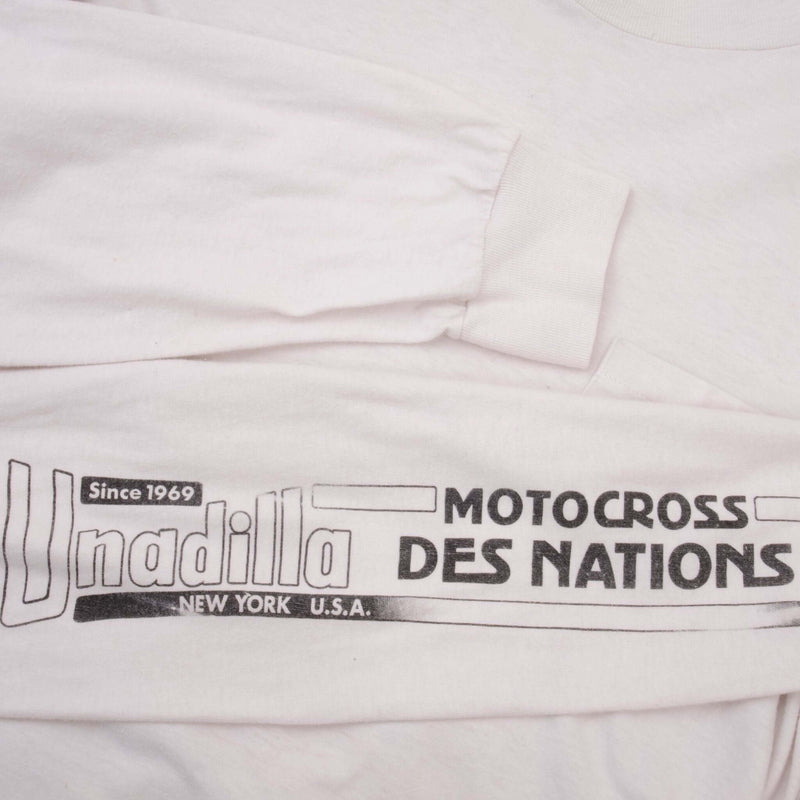 Since 1969
Unadilla
NEW YORK U.S.A.
MOTOCROSS
DES NATIONS